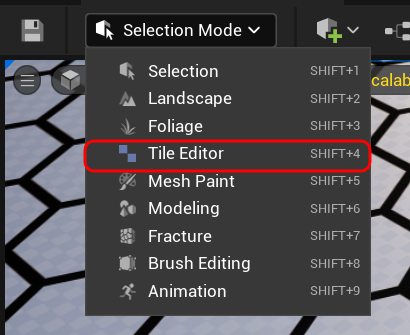 Selection Mode
Selection SHIFT+1
Landscape SHIFT+2
Foliage SHIFT+3
Tile Editor SHIFT+4
Mesh Paint SHIFT+5
Modeling SHIFT+6
Fracture SHIFT+7
Brush Editing SHIFT+8
Animation SHIFT+9
calab